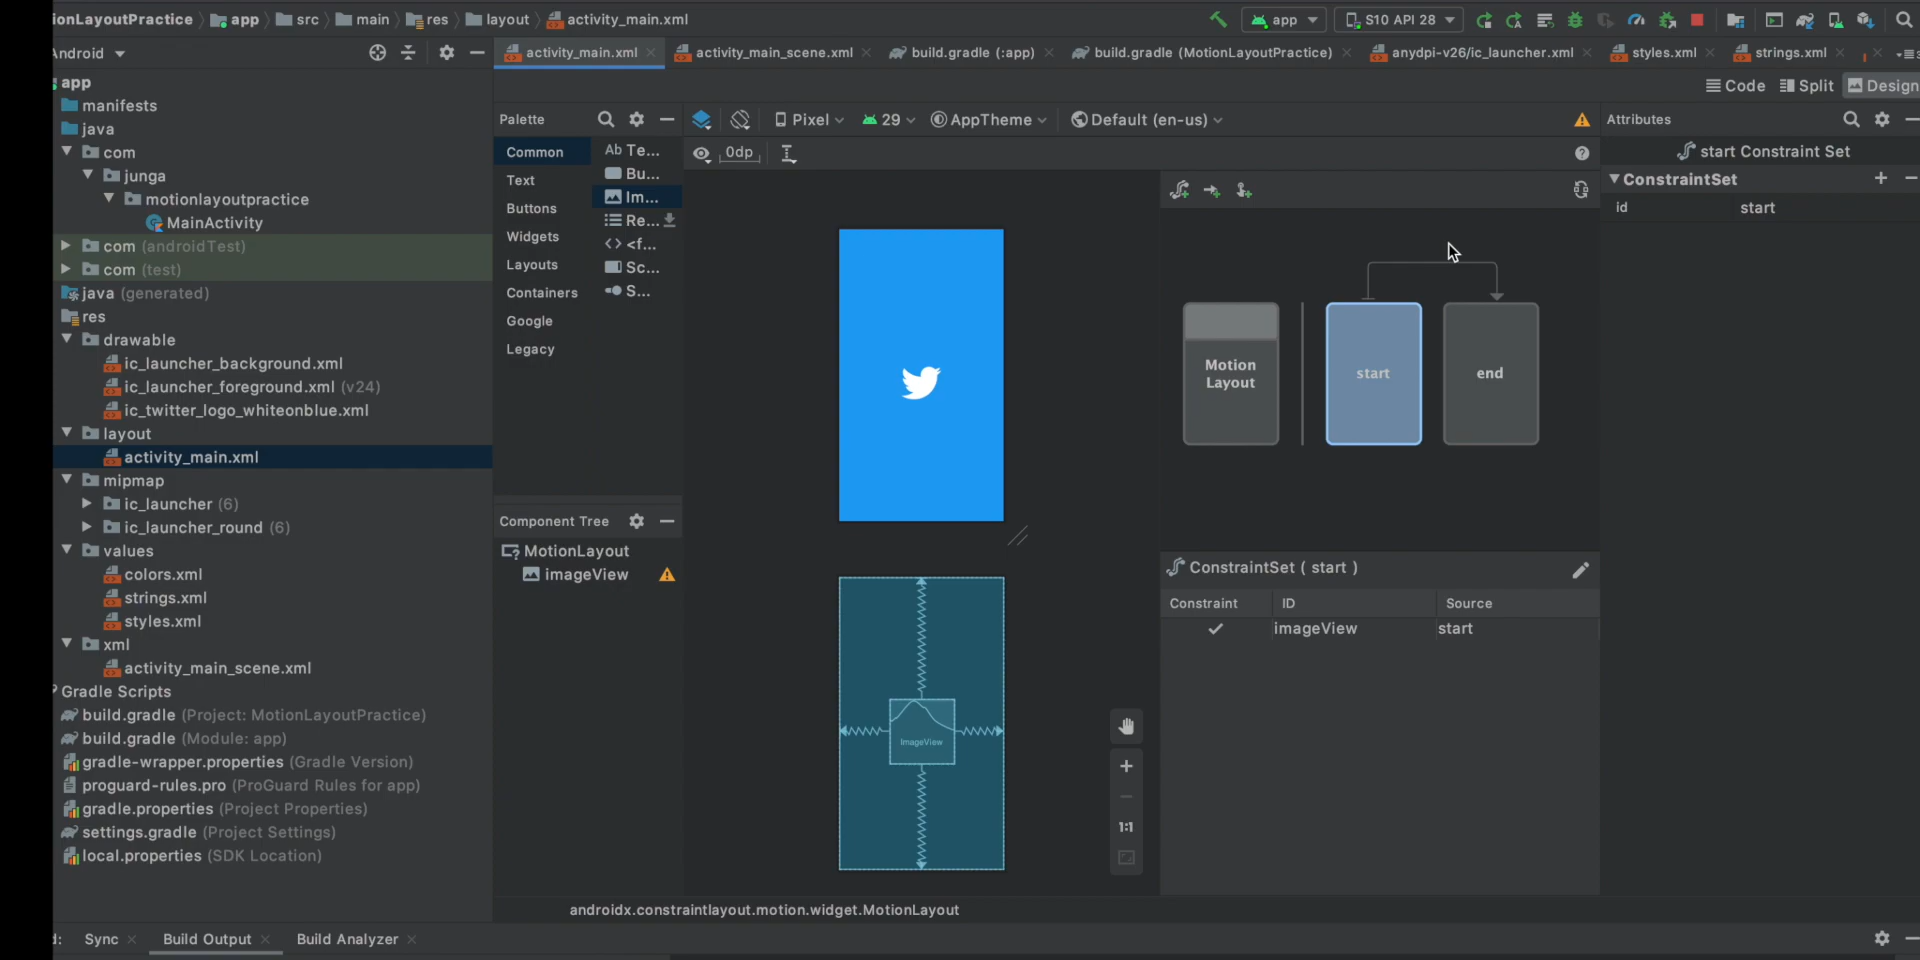 ionLayoutPractice
app
src
main
res
layout
activity_main.xml
app
S10 API 28
Android
activity_main.xml
activity_main_scene.xml
build.gradle (:app)
build.gradle (MotionLayoutPractice)
anydpi-v26/ic_launcher.xml
styles.xml
strings.xml
Code
Split
Design
app
manifests
java
com
junga
motionlayoutpractice
MainActivity
com (androidTest)
com (test)
java (generated)
res
drawable
ic_launcher_background.xml
ic_launcher_foreground.xml (v24)
ic_twitter_logo_whiteonblue.xml
layout
activity_main.xml
mipmap
ic_launcher (6)
ic_launcher_round (6)
values
colors.xml
strings.xml
styles.xml
xml
activity_main_scene.xml
Gradle Scripts
build.gradle (Project: MotionLayoutPractice)
build.gradle (Module: app)
gradle-wrapper.properties (Gradle Version)
proguard-rules.pro (ProGuard Rules for app)
gradle.properties (Project Properties)
settings.gradle (Project Settings)
local.properties (SDK Location)
Palette
Common
Text
Buttons
Widgets
Layouts
Containers
Google
Legacy
Ab Te...
Bu...
Im...
Re...
<f...
Sc...
S...
Component Tree
MotionLayout
imageView
Pixel
29
AppTheme
Default (en-us)
0dp
ImageView
1:1
Motion
Layout
start
end
ConstraintSet ( start )
Constraint
ID
Source
imageView
start
Attributes
start Constraint Set
ConstraintSet
id
start
androidx.constraintlayout.motion.widget.MotionLayout
d:
Sync
Build Output
Build Analyzer